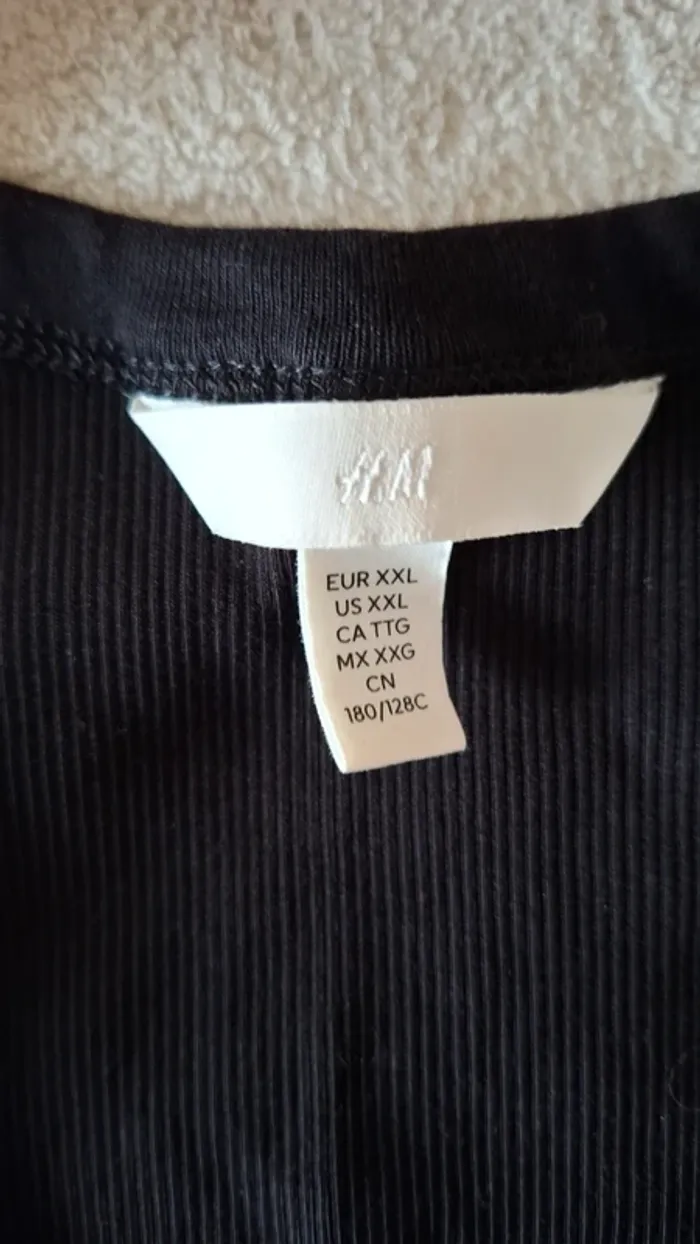 H&M
EUR XXL
US XXL
CA TTG
MX XXG
CN
180/128C